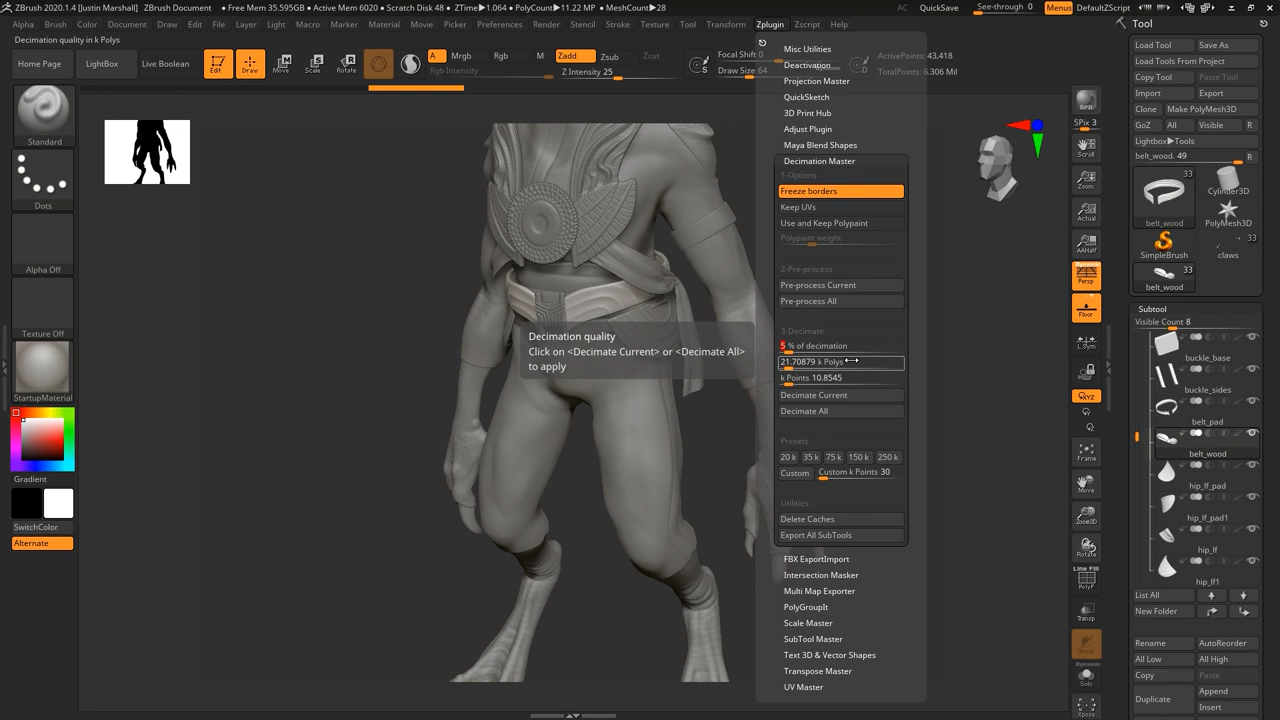 ZBrush 2020.1.4 [Justin Marshall] ZBrush Document • Free Mem 35.595GB • Active Mem 6020 • Scratch Disk 48 • ZTime▶1.064 • PolyCount▶11.22 MP • MeshCount▶28 AC QuickSave See-through 0 Menus DefaultZScript
Alpha Brush Color Document Draw Edit File Layer Light Macro Marker Material Movie Picker Preferences Render Stencil Stroke Texture Tool Transform Zplugin Zscript Help
Tool
Decimation quality in k Polys
Home Page LightBox Live Boolean Edit Draw Move Scale Rotate
A Mrgb Rgb M Zadd Zsub Zcut
Rgb Intensity Z Intensity 25
Focal Shift 0
Draw Size 64
S
D
ActivePoints: 43,418
TotalPoints: 6.306 Mil
Standard
Dots
Alpha Off
Texture Off
StartupMaterial
Gradient
SwitchColor
Alternate
Decimation quality
Click on <Decimate Current> or <Decimate All>
to apply
Misc Utilities
Deactivation...
Projection Master
QuickSketch
3D Print Hub
Adjust Plugin
Maya Blend Shapes
Decimation Master
1-Options
Freeze borders
Keep UVs
Use and Keep Polypaint
Polypaint weight
2-Pre-process
Pre-process Current
Pre-process All
3-Decimate
5 % of decimation
21.70879 k Polys
k Points 10.8545
Decimate Current
Decimate All
Presets
20 k 35 k 75 k 150 k 250 k
Custom Custom k Points 30
Utilities
Delete Caches
Export All SubTools
FBX ExportImport
Intersection Masker
Multi Map Exporter
PolyGroupIt
Scale Master
SubTool Master
Text 3D & Vector Shapes
Transpose Master
UV Master
BPR
SPix 3
Scroll
Zoom
Actual
AAHalf
Dynamic
Persp
Floor
L.Sym
XYZ
Frame
Move
Zoom3D
Rotate
Line Fill
PolyF
Transp
Ghost
Dynamic
Solo
Xpose
Load Tool Save As
Load Tools From Project
Copy Tool Paste Tool
Import Export
Clone Make PolyMesh3D
GoZ All Visible R
Lightbox▶Tools
belt_wood. 49 R
33
belt_wood
Cylinder3D
PolyMesh3D
SimpleBrush
33
claws
33
belt_wood
Subtool
Visible Count 8
buckle_base
buckle_sides
belt_pad
belt_wood
hip_lf_pad
hip_lf_pad1
hip_lf
hip_lf1
List All
New Folder
Rename AutoReorder
All Low All High
Copy Paste
Duplicate Append
Insert